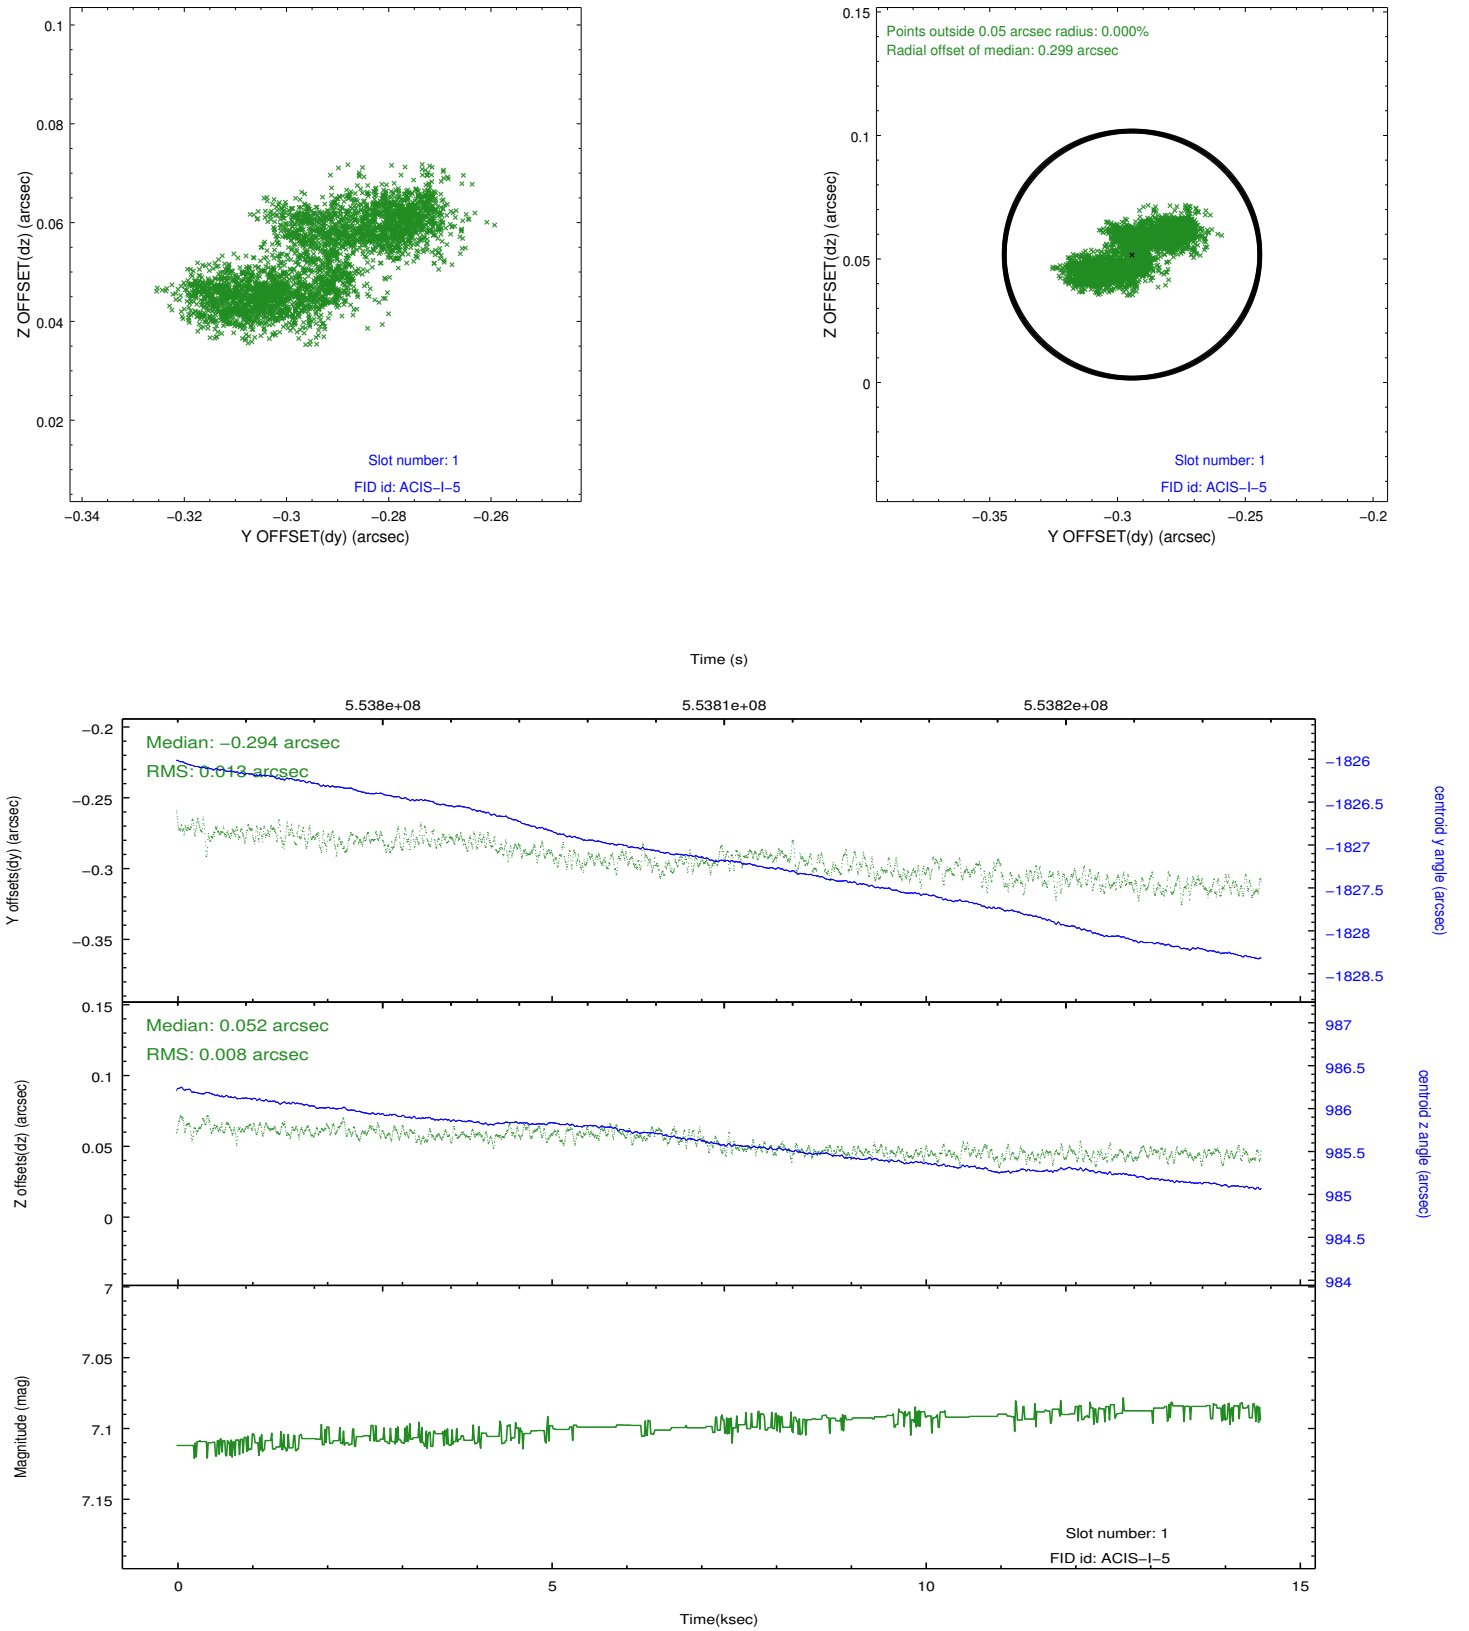 0.1
0.08
0.06
0.04
0.02
Z OFFSET(dz) (arcsec)
−0.34
−0.32
−0.3
−0.28
−0.26
Y OFFSET(dy) (arcsec)
Slot number: 1
FID id: ACIS−I−5
0.15
0.1
0.05
0
Z OFFSET(dz) (arcsec)
Points outside 0.05 arcsec radius: 0.000%
Radial offset of median: 0.299 arcsec
Slot number: 1
FID id: ACIS−I−5
−0.35
−0.3
−0.25
−0.2
Y OFFSET(dy) (arcsec)
Time (s)
5.538e+08
5.5381e+08
5.5382e+08
−0.2
−0.25
−0.3
−0.35
Y offsets(dy) (arcsec)
Median: −0.294 arcsec
RMS: 0.013 arcsec
−1826
−1826.5
−1827
−1827.5
−1828
−1828.5
centroid y angle (arcsec)
0.15
0.1
0.05
0
Z offsets(dz) (arcsec)
Median: 0.052 arcsec
RMS: 0.008 arcsec
987
986.5
986
985.5
985
984.5
984
centroid z angle (arcsec)
7
7.05
7.1
7.15
Magnitude (mag)
Slot number: 1
FID id: ACIS−I−5
0
5
10
15
Time(ksec)